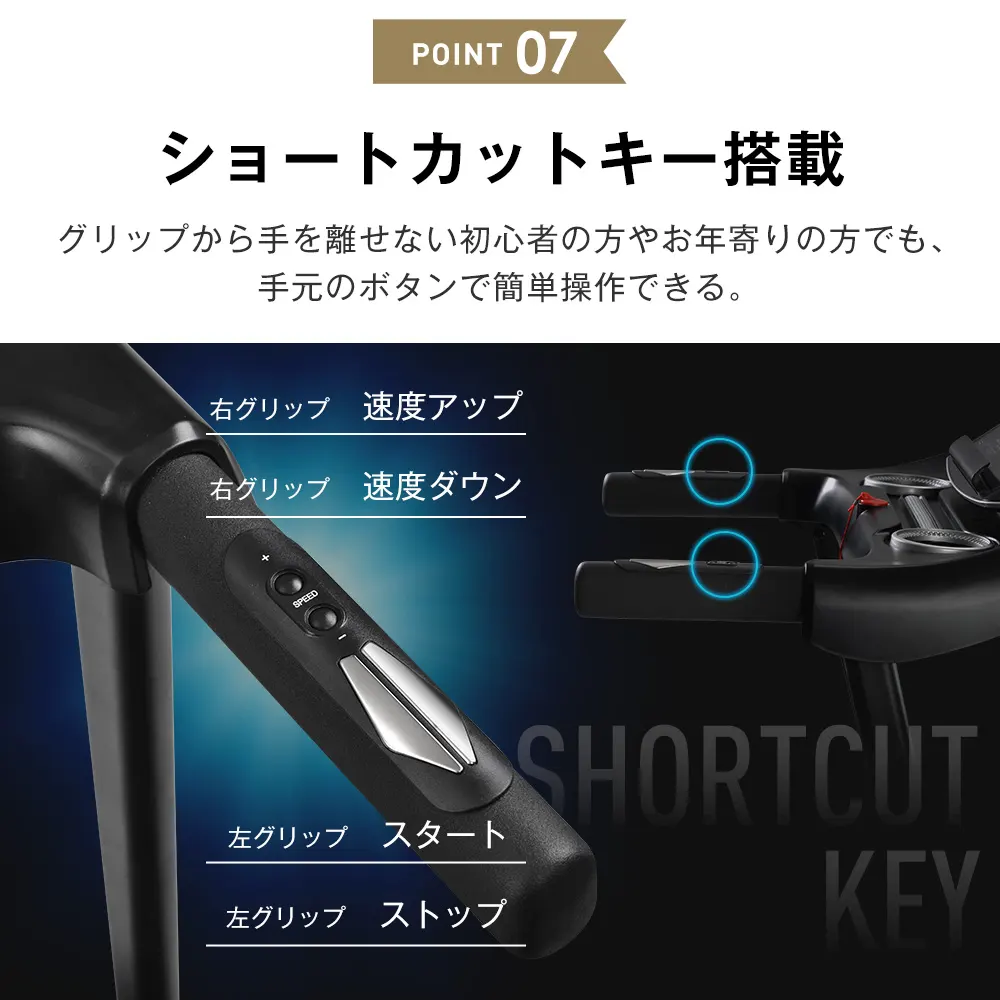 POINT 07
ショートカットキー搭載
グリップから手を離せない初心者の方やお年寄りの方でも、
手元のボタンで簡単操作できる。
右グリップ 速度アップ
右グリップ 速度ダウン
+
SPEED
-
SHORTCUT
KEY
左グリップ スタート
左グリップ ストップ